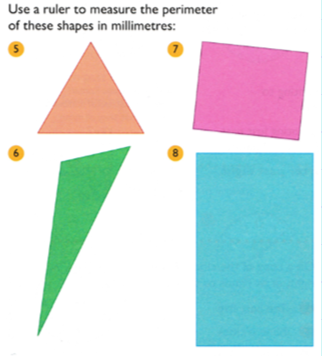 Use a ruler to measure the perimeter
of these shapes in millimetres:
5
7
6
8